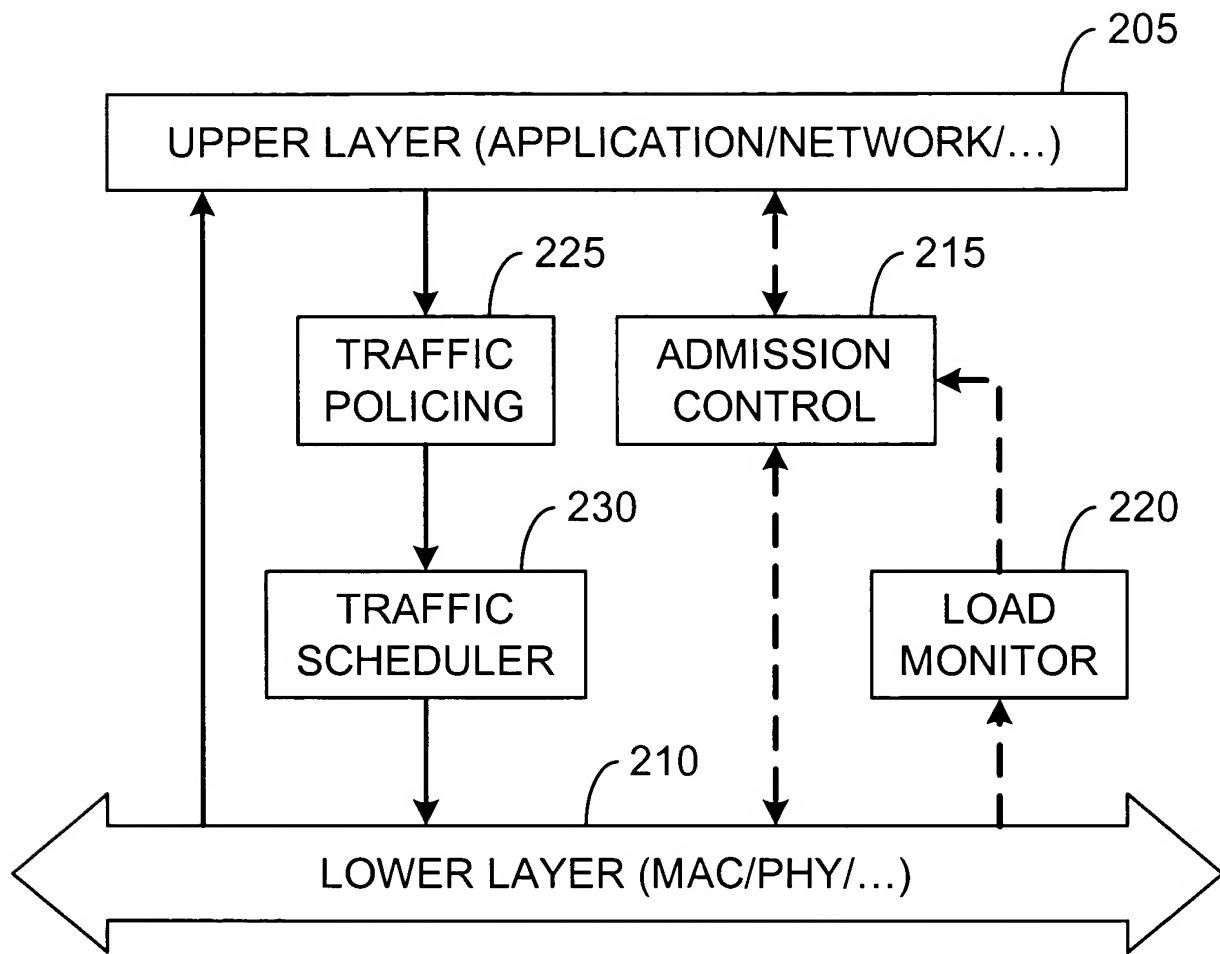 205
UPPER LAYER (APPLICATION/NETWORK/...)
225
215
TRAFFIC
POLICING
ADMISSION
CONTROL
230
220
TRAFFIC
SCHEDULER
LOAD
MONITOR
210
LOWER LAYER (MAC/PHY/...)